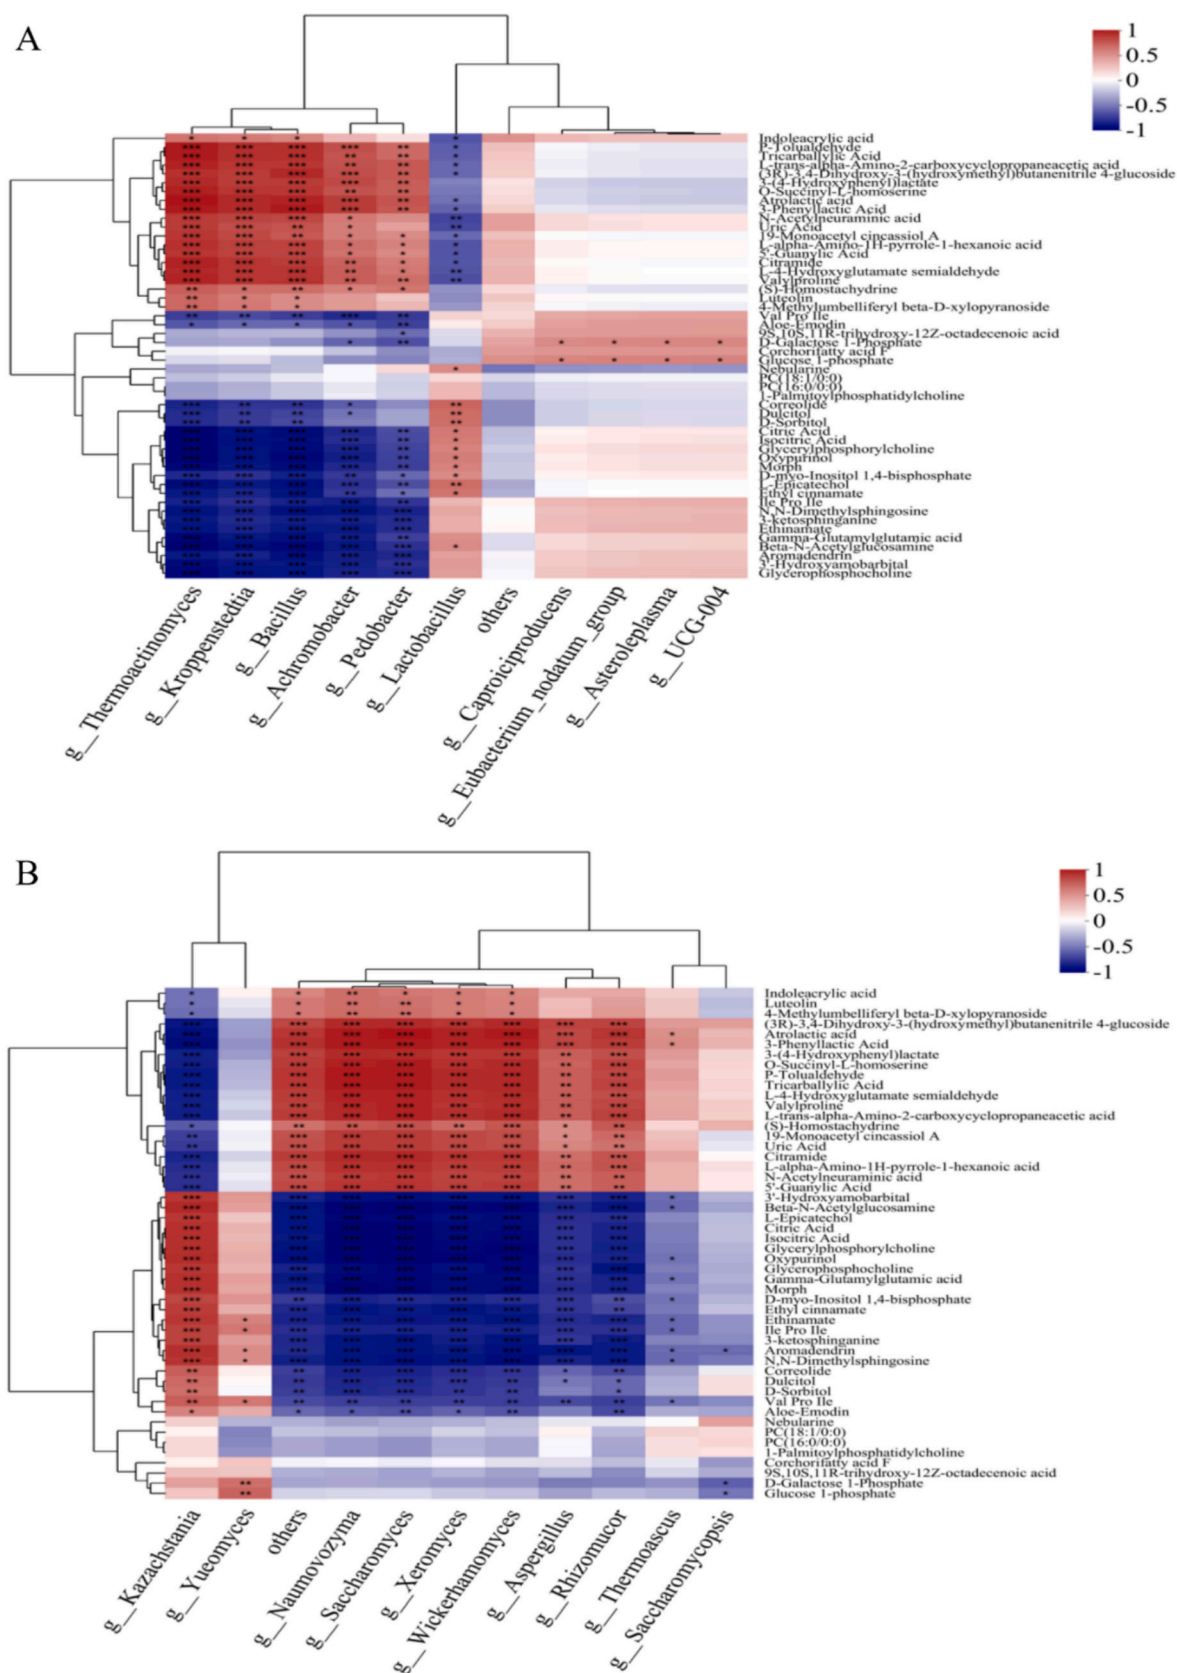 A
1
0.5
0
-0.5
-1
Indoleacrylic acid
P-Tolualdehyde
Tricarballylic Acid
L-trans-alpha-Amino-2-carboxycyclopropaneacetic acid
(3R)-3,4-Dihydroxy-3-(hydroxymethyl)butanenitrile 4-glucoside
3-(4-Hydroxyphenyl)lactate
O-Succinyl-L-homoserine
Atrolactic acid
3-Phenyllactic Acid
N-Acetylneuraminic acid
Uric Acid
19-Monoacetyl cincassiol A
L-alpha-Amino-1H-pyrrole-1-hexanoic acid
5'-Guanylic Acid
Citramide
L-4-Hydroxyglutamate semialdehyde
Valylproline
(S)-Homostachydrine
Luteolin
4-Methylumbelliferyl beta-D-xylopyranoside
Val Pro Ile
Aloe-Emodin
9S,10S,11R-trihydroxy-12Z-octadecenoic acid
D-Galactose 1-Phosphate
Corchorifatty acid F
Glucose 1-phosphate
Nebularine
PC(18:1/0:0)
PC(16:0/0:0)
1-Palmitoylphosphatidylcholine
Correolide
Dulcitol
D-Sorbitol
Citric Acid
Isocitric Acid
Glycerylphosphorylcholine
Oxypurinol
Morph
D-myo-Inositol 1,4-bisphosphate
L-Epicatechol
Ethyl cinnamate
Ile Pro Ile
N,N-Dimethylsphingosine
3-ketosphinganine
Ethinamate
Gamma-Glutamylglutamic acid
Beta-N-Acetylglucosamine
Aromadendrin
3'-Hydroxyamobarbital
Glycerophosphocholine
g__Thermoactinomyces
g__Kroppenstedtia
g__Bacillus
g__Achromobacter
g__Pedobacter
g__Lactobacillus
others
g__Caproiciproducens
g__Eubacterium_nodatum_group
g__Asteroleplasma
g__UCG-004
B
1
0.5
0
-0.5
-1
Indoleacrylic acid
Luteolin
4-Methylumbelliferyl beta-D-xylopyranoside
(3R)-3,4-Dihydroxy-3-(hydroxymethyl)butanenitrile 4-glucoside
Atrolactic acid
3-Phenyllactic Acid
3-(4-Hydroxyphenyl)lactate
O-Succinyl-L-homoserine
P-Tolualdehyde
Tricarballylic Acid
L-4-Hydroxyglutamate semialdehyde
Valylproline
L-trans-alpha-Amino-2-carboxycyclopropaneacetic acid
(S)-Homostachydrine
19-Monoacetyl cincassiol A
Uric Acid
Citramide
L-alpha-Amino-1H-pyrrole-1-hexanoic acid
N-Acetylneuraminic acid
5'-Guanylic Acid
3'-Hydroxyamobarbital
Beta-N-Acetylglucosamine
L-Epicatechol
Citric Acid
Isocitric Acid
Glycerylphosphorylcholine
Oxypurinol
Glycerophosphocholine
Gamma-Glutamylglutamic acid
Morph
D-myo-Inositol 1,4-bisphosphate
Ethyl cinnamate
Ethinamate
Ile Pro Ile
3-ketosphinganine
Aromadendrin
N,N-Dimethylsphingosine
Correolide
Dulcitol
D-Sorbitol
Val Pro Ile
Aloe-Emodin
Nebularine
PC(18:1/0:0)
PC(16:0/0:0)
1-Palmitoylphosphatidylcholine
Corchorifatty acid F
9S,10S,11R-trihydroxy-12Z-octadecenoic acid
D-Galactose 1-Phosphate
Glucose 1-phosphate
g__Kazachstania
g__Yueomyces
others
g__Naumovozyma
g__Saccharomyces
g__Xeromyces
g__Wickerhamomyces
g__Aspergillus
g__Rhizomucor
g__Thermoascus
g__Saccharomycopsis